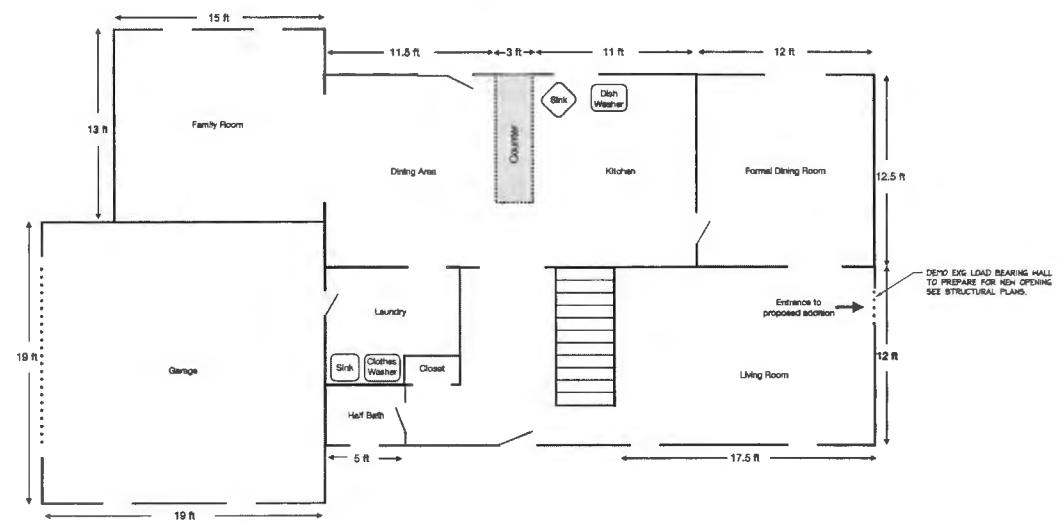 15 ft
11.5 ft
3 ft
11 ft
12 ft
Sink
Dish
Washer
13 ft
Family Room
Counter
Dining Area
Kitchen
Formal Dining Room
12.5 ft
DEMO EXG LOAD BEARING WALL
TO PREPARE FOR NEW OPENING
SEE STRUCTURAL PLANS.
Entrance to
proposed addition
Laundry
19 ft
Garage
Sink
Clothes
Washer
Closet
12 ft
Living Room
Half Bath
5 ft
17.5 ft
19 ft